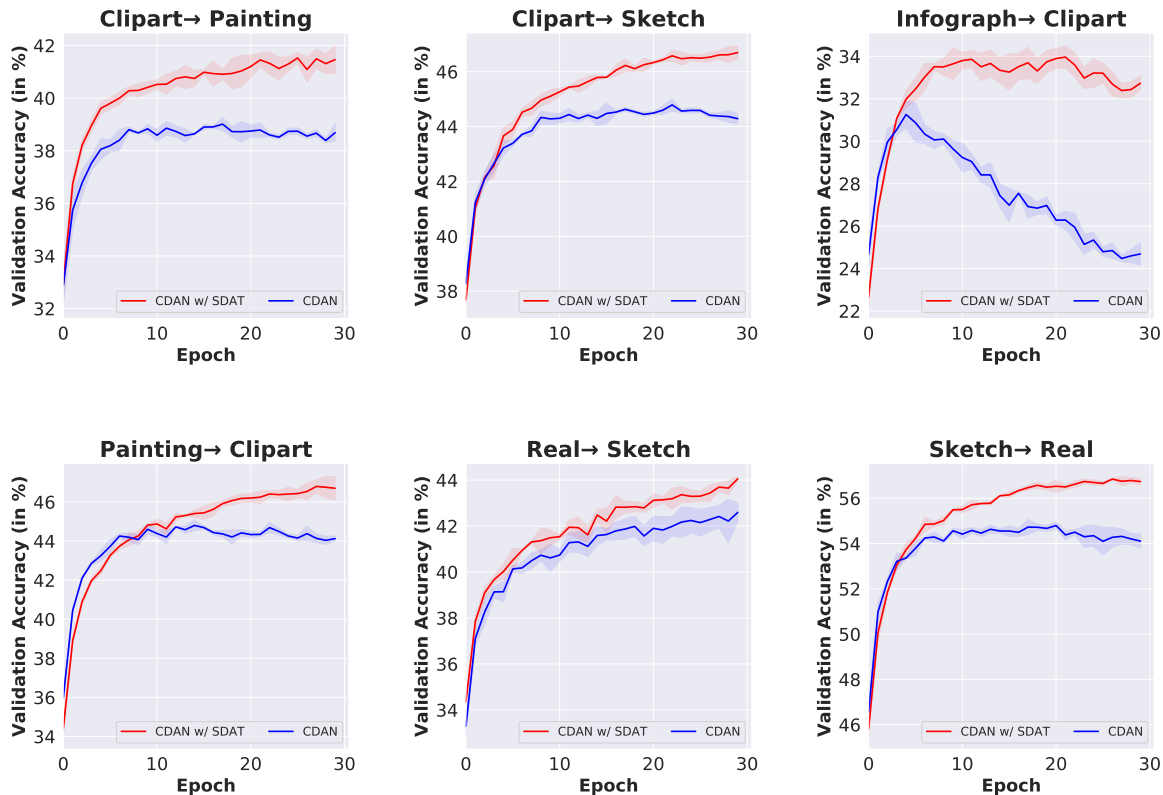 Clipart→ Painting
Validation Accuracy (in %)
42
40
38
36
34
32
CDAN w/ SDAT
CDAN
0
10
20
30
Epoch
Clipart→ Sketch
Validation Accuracy (in %)
46
44
42
40
38
CDAN w/ SDAT
CDAN
0
10
20
30
Epoch
Infograph→ Clipart
Validation Accuracy (in %)
34
32
30
28
26
24
22
CDAN w/ SDAT
CDAN
0
10
20
30
Epoch
Painting→ Clipart
Validation Accuracy (in %)
46
44
42
40
38
36
34
CDAN w/ SDAT
CDAN
0
10
20
30
Epoch
Real→ Sketch
Validation Accuracy (in %)
44
42
40
38
36
34
CDAN w/ SDAT
CDAN
0
10
20
30
Epoch
Sketch→ Real
Validation Accuracy (in %)
56
54
52
50
48
46
CDAN w/ SDAT
CDAN
0
10
20
30
Epoch